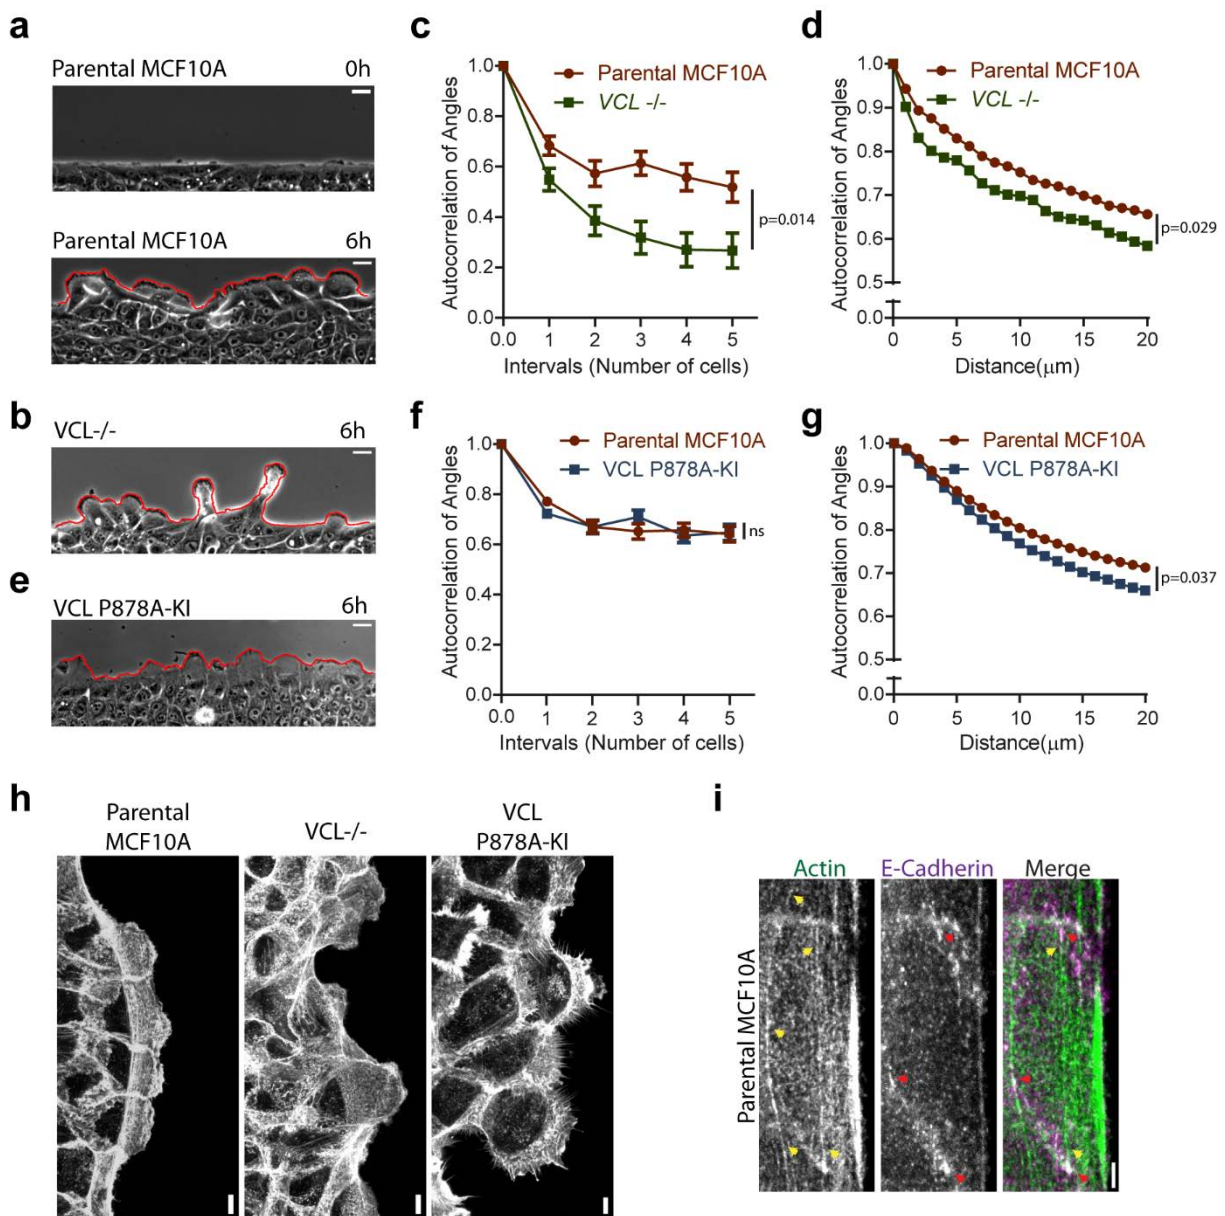 a
Parental MCF10A 0h
Parental MCF10A 6h
b
VCL-/- 6h
e
VCL P878A-KI 6h
c
Parental MCF10A
VCL -/-
Autocorrelation of Angles
1.0
0.8
0.6
0.4
0.2
0.0
0.0 1 2 3 4 5
Intervals (Number of cells)
p=0.014
d
Parental MCF10A
VCL -/-
Autocorrelation of Angles
1.0
0.9
0.8
0.7
0.6
0.5
0.0
0 5 10 15 20
Distance(μm)
p=0.029
f
Parental MCF10A
VCL P878A-KI
Autocorrelation of Angles
1.0
0.8
0.6
0.4
0.2
0.0
0.0 1 2 3 4 5
Intervals (Number of cells)
ns
g
Parental MCF10A
VCL P878A-KI
Autocorrelation of Angles
1.0
0.9
0.8
0.7
0.6
0.5
0.0
0 5 10 15 20
Distance(μm)
p=0.037
h
Parental
MCF10A
VCL-/-
VCL
P878A-KI
i
Actin E-Cadherin Merge
Parental MCF10A